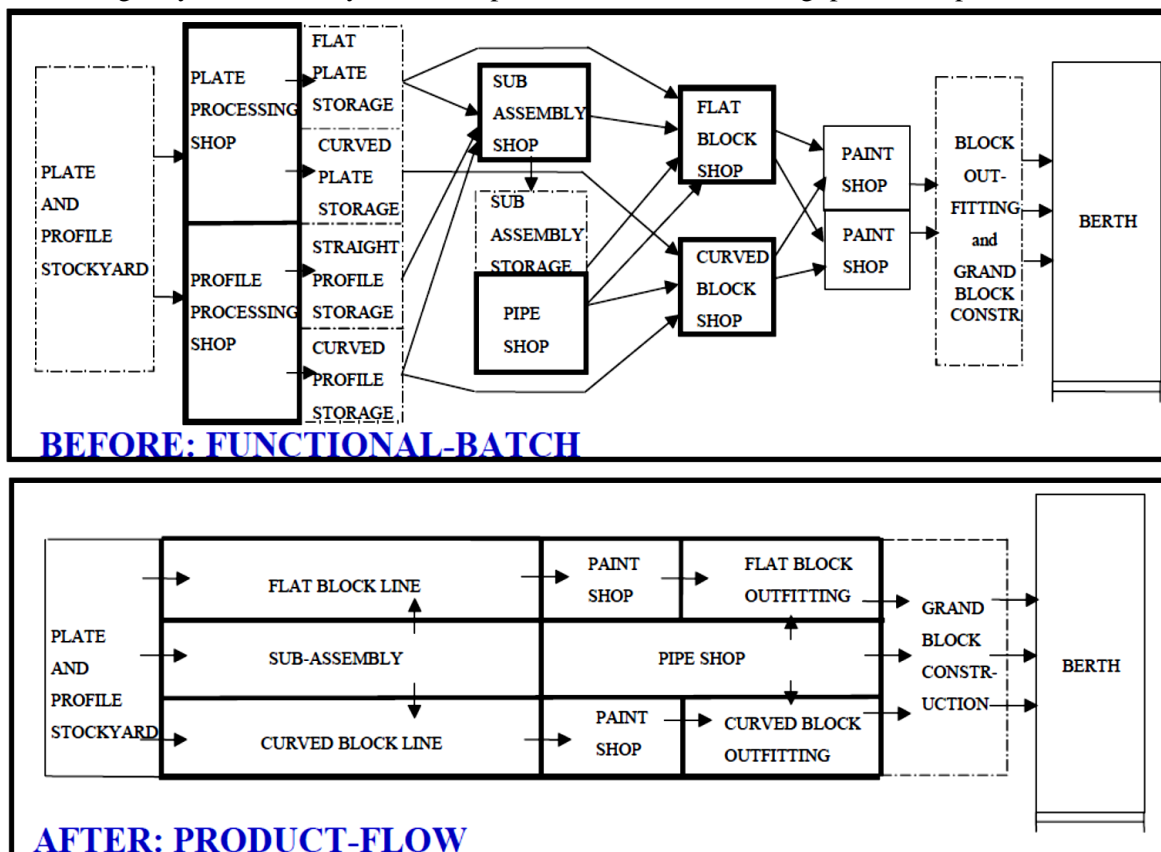 PLATE
AND
PROFILE
STOCKYARD
PLATE
PROCESSING
SHOP
PROFILE
PROCESSING
SHOP
FLAT
PLATE
STORAGE
CURVED
PLATE
STORAGE
STRAIGHT
PROFILE
STORAGE
CURVED
PROFILE
STORAGE
SUB
ASSEMBLY
SHOP
SUB
ASSEMBLY
STORAGE
PIPE
SHOP
FLAT
BLOCK
SHOP
CURVED
BLOCK
SHOP
PAINT
SHOP
PAINT
SHOP
BLOCK
OUT-
FITTING
and
GRAND
BLOCK
CONSTR.
BERTH
BEFORE: FUNCTIONAL-BATCH
PLATE
AND
PROFILE
STOCKYARD
FLAT BLOCK LINE
SUB-ASSEMBLY
CURVED BLOCK LINE
PAINT
SHOP
FLAT BLOCK
OUTFITTING
PIPE SHOP
PAINT
SHOP
CURVED BLOCK
OUTFITTING
GRAND
BLOCK
CONSTR-
UCTION
BERTH
AFTER: PRODUCT-FLOW